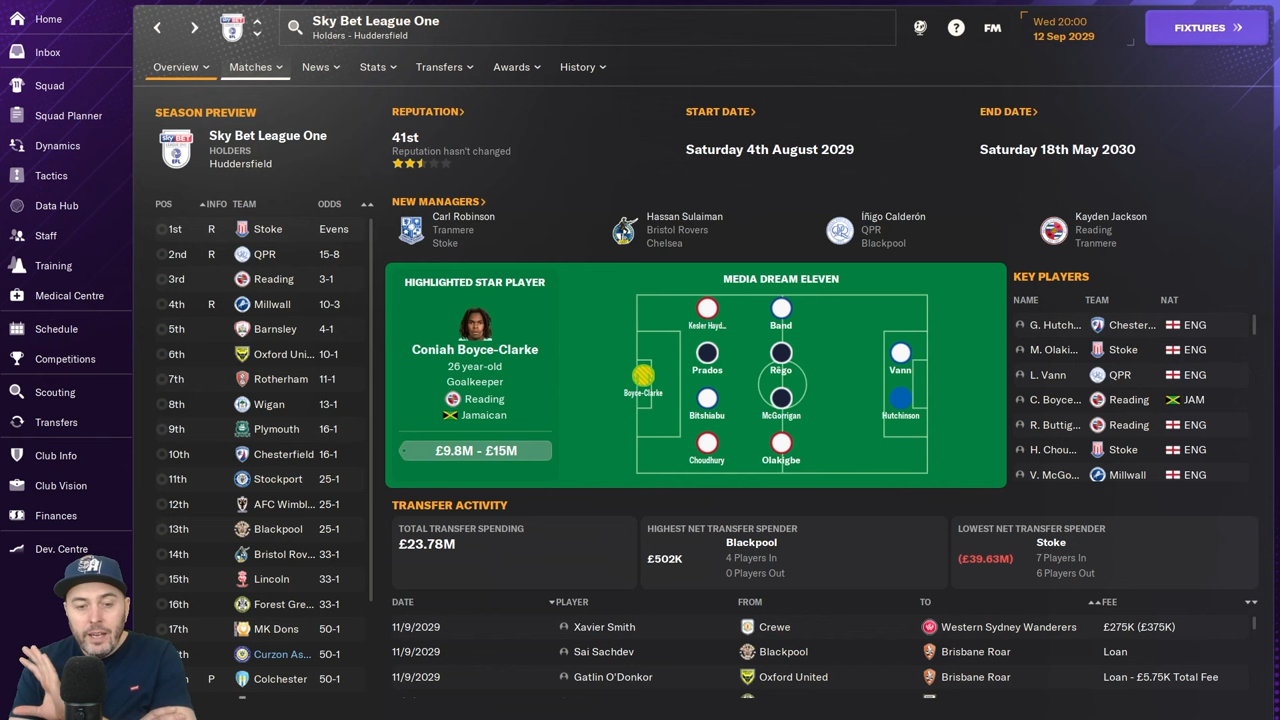 Home
Inbox
Squad
Squad Planner
Dynamics
Tactics
Data Hub
Staff
Training
Medical Centre
Schedule
Competitions
Scouting
Transfers
Club Info
Club Vision
Finances
Dev. Centre
Sky Bet League One
Holders - Huddersfield
FM
Wed 20:00
12 Sep 2029
FIXTURES
Overview
Matches
News
Stats
Transfers
Awards
History
SEASON PREVIEW
Sky Bet League One
HOLDERS
Huddersfield
REPUTATION>
41st
Reputation hasn't changed
START DATE>
Saturday 4th August 2029
END DATE>
Saturday 18th May 2030
NEW MANAGERS>
Carl Robinson
Tranmere
Stoke
Hassan Sulaiman
Bristol Rovers
Chelsea
Íñigo Calderón
QPR
Blackpool
Kayden Jackson
Reading
Tranmere
POS INFO TEAM ODDS
1st R Stoke Evens
2nd R QPR 15-8
3rd Reading 3-1
4th R Millwall 10-3
5th Barnsley 4-1
6th Oxford Uni... 10-1
7th Rotherham 11-1
8th Wigan 13-1
9th Plymouth 16-1
10th Chesterfield 16-1
11th Stockport 25-1
12th AFC Wimbl... 25-1
13th Blackpool 25-1
14th Bristol Rov... 33-1
15th Lincoln 33-1
16th Forest Gre... 33-1
17th MK Dons 50-1
Curzon As... 50-1
P Colchester 50-1
HIGHLIGHTED STAR PLAYER
Coniah Boyce-Clarke
26 year-old
Goalkeeper
Reading
Jamaican
£9.8M - £15M
MEDIA DREAM ELEVEN
Kesler Hayd...
Band
Prados
Rêgo
Vann
Boyce-Clarke
Bitshiabu
McGorrigan
Hutchinson
Choudhury
Olakigbe
KEY PLAYERS
NAME TEAM NAT
G. Hutch... Chester... ENG
M. Olaki... Stoke ENG
L. Vann QPR ENG
C. Boyce... Reading JAM
R. Buttig... Reading ENG
H. Chou... Stoke ENG
V. McGo... Millwall ENG
TRANSFER ACTIVITY
TOTAL TRANSFER SPENDING
£23.78M
HIGHEST NET TRANSFER SPENDER
Blackpool
£502K
4 Players In
0 Players Out
LOWEST NET TRANSFER SPENDER
Stoke
(£39.63M)
7 Players In
6 Players Out
DATE PLAYER FROM TO FEE
11/9/2029 Xavier Smith Crewe Western Sydney Wanderers £275K (£375K)
11/9/2029 Sai Sachdev Blackpool Brisbane Roar Loan
11/9/2029 Gatlin O'Donkor Oxford United Brisbane Roar Loan - £5.75K Total Fee